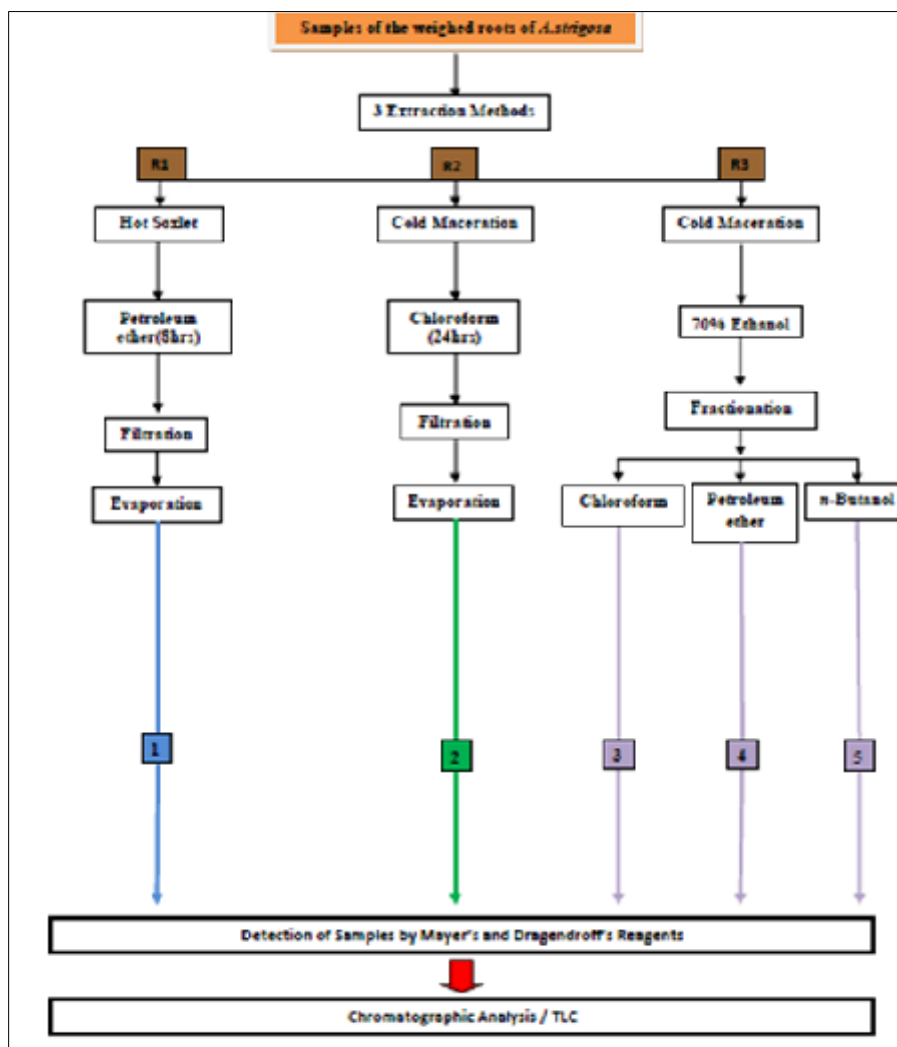 Samples of the weighed roots of A.strigosa
3 Extraction Methods
R1
R2
R3
Hot Soxlet
Cold Maceration
Cold Maceration
Petroleum
ether(8hrs)
Chloroform
(24hrs)
70% Ethanol
Filtration
Filtration
Fractionation
Evaporation
Evaporation
Chloroform
Petroleum
ether
n-Butanol
1
2
3
4
5
Detection of Samples by Mayer's and Dragendroff's Reagents
Chromatographic Analysis / TLC